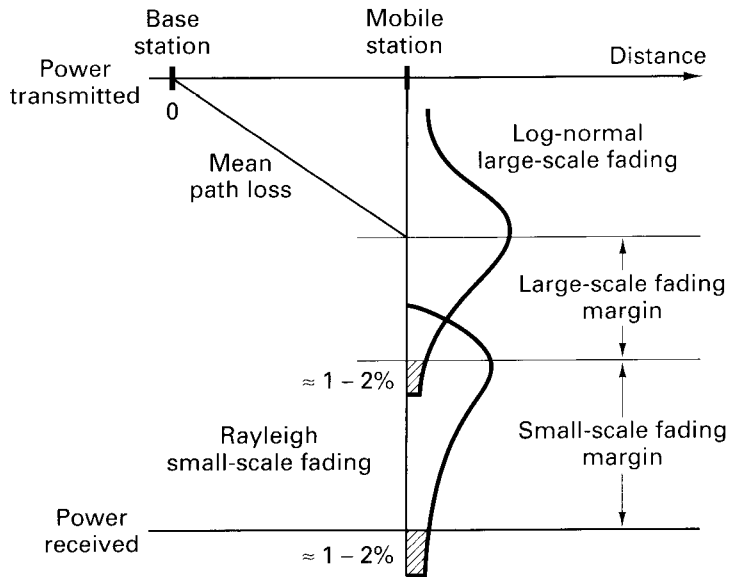 Base
station
Mobile
station
Distance
Power
transmitted
0
Log-normal
large-scale fading
Mean
path loss
Large-scale fading
margin
≈ 1 – 2%
Rayleigh
small-scale fading
Small-scale fading
margin
Power
received
≈ 1 – 2%